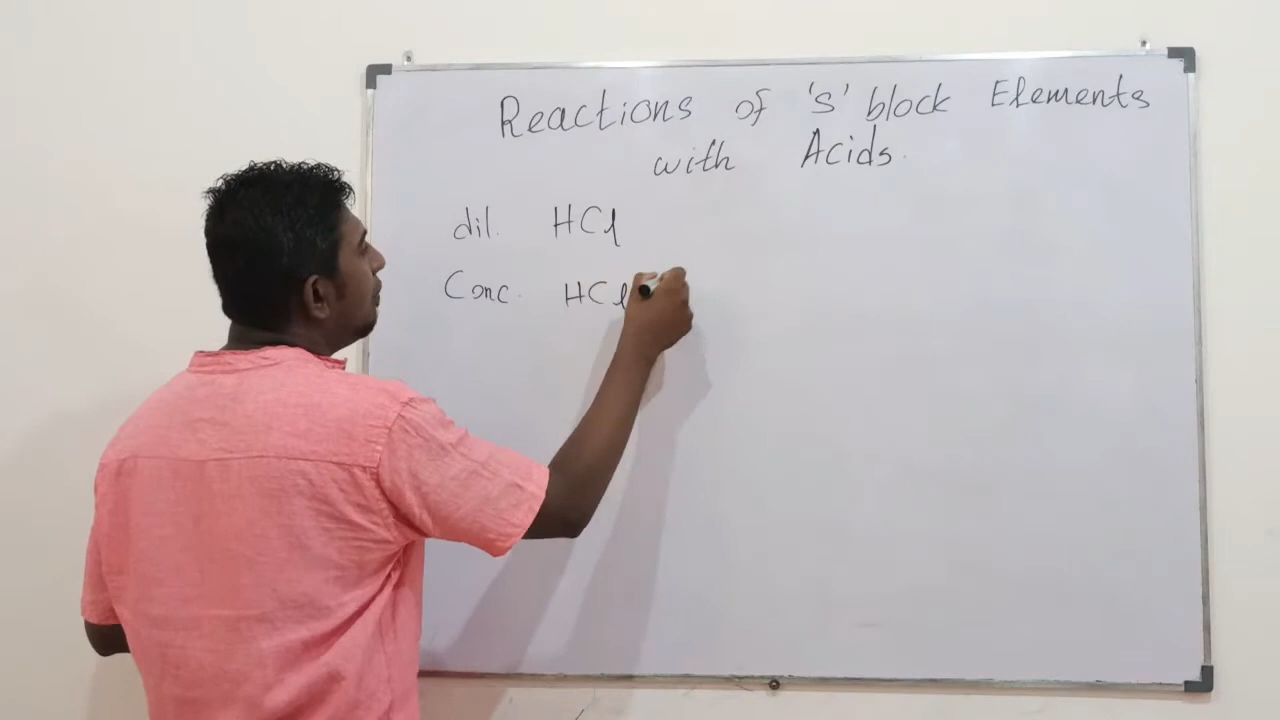 Reactions of 's' block Elements
with Acids.
dil. HCl
Conc. HCl